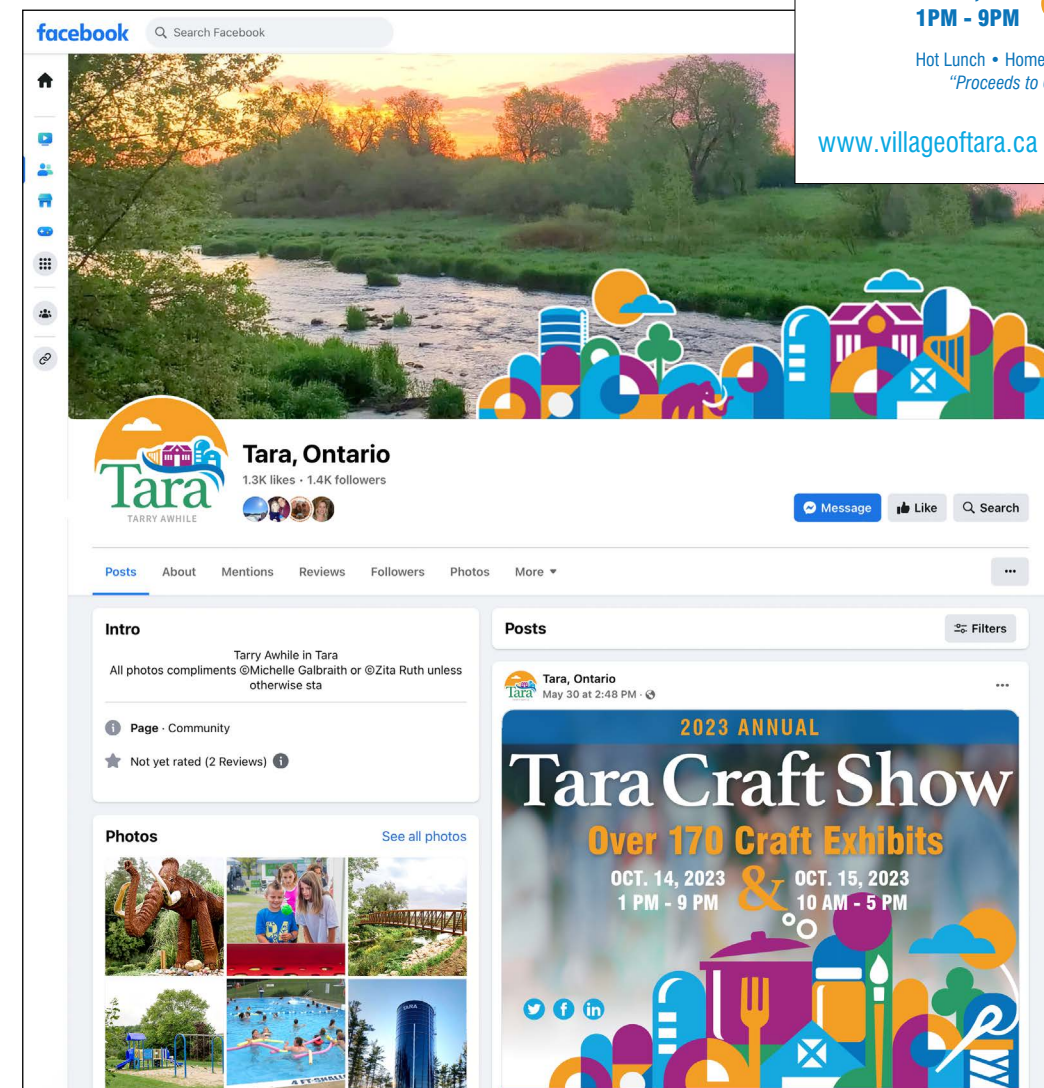 facebook
Search Facebook
1PM - 9PM
Hot Lunch • Home
"Proceeds to
www.villageoftara.ca
Tara
TARRY AWHILE
Tara, Ontario
1.3K likes · 1.4K followers
Message
Like
Search
Posts
About
Mentions
Reviews
Followers
Photos
More
Intro
Tarry Awhile in Tara
All photos compliments ©Michelle Galbraith or ©Zita Ruth unless
otherwise sta
Page · Community
Not yet rated (2 Reviews)
Photos
See all photos
TARA
4 FT-SHALL
Posts
Filters
Tara
Tara, Ontario
May 30 at 2:48 PM ·
2023 ANNUAL
Tara Craft Show
Over 170 Craft Exhibits
OCT. 14, 2023
1 PM - 9 PM
&
OCT. 15, 2023
10 AM - 5 PM